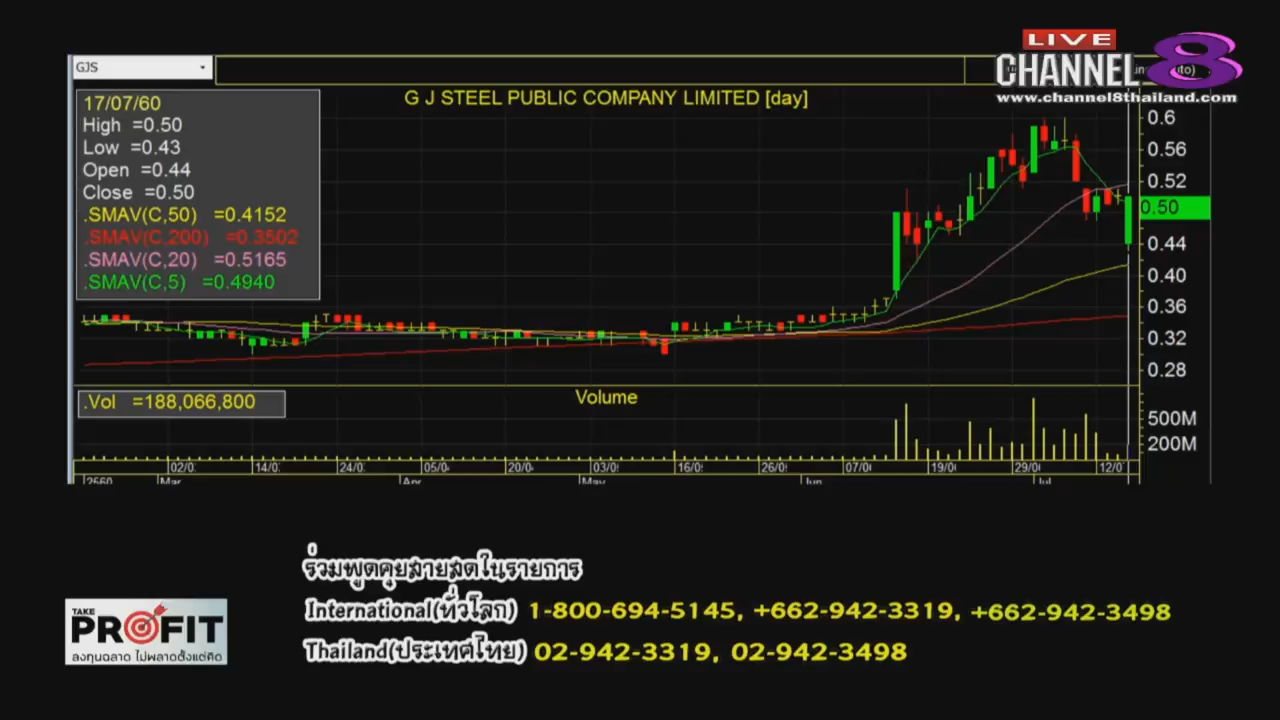 LIVE
CHANNEL 8
www.channel8thailand.com
GJS
G J STEEL PUBLIC COMPANY LIMITED [day]
17/07/60
High =0.50
Low =0.43
Open =0.44
Close =0.50
.SMAV(C,50) =0.4152
.SMAV(C,200) =0.3502
.SMAV(C,20) =0.5165
.SMAV(C,5) =0.4940
0.6
0.56
0.52
0.50
0.44
0.40
0.36
0.32
0.28
.Vol =188,066,800
Volume
500M
200M
02/0 14/0 24/0 05/0 20/0 03/0 16/0 26/0 07/0 19/0 29/0 12/0
2560 Mar Apr May Jun Jul
ร่วมพูดคุยสายสดในรายการ
International(ทั่วโลก) 1-800-694-5145, +662-942-3319, +662-942-3498
Thailand(ประเทศไทย) 02-942-3319, 02-942-3498
TAKE
PROFIT
ลงทุนฉลาด ไม่พลาดตั้งแต่คิด